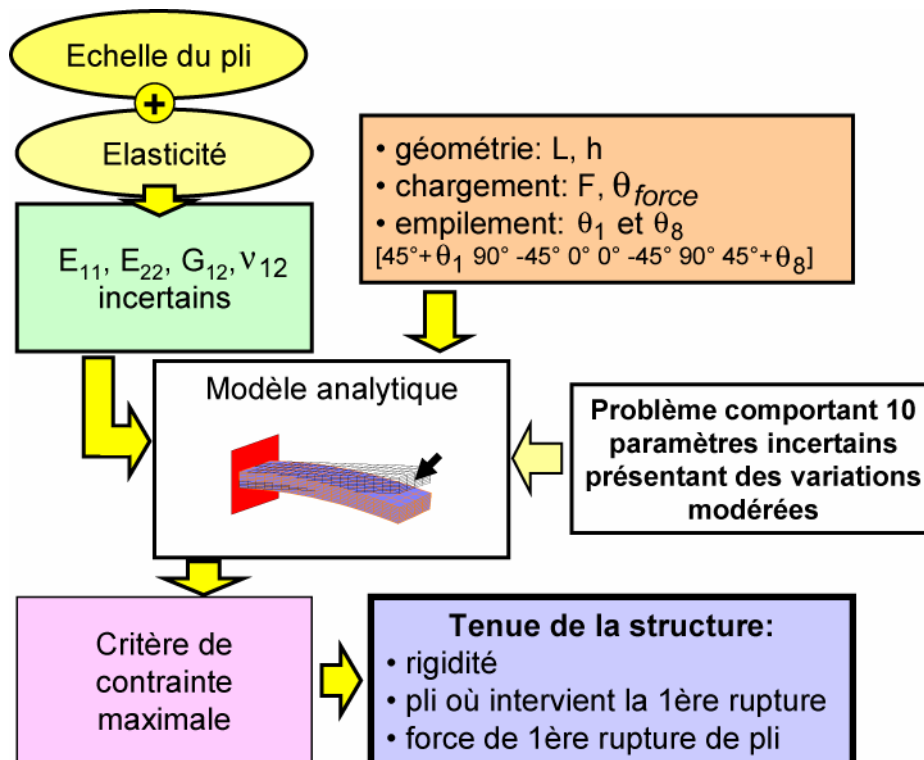 Echelle du pli
+
Elasticité
E11, E22, G12, ν12
incertains
• géométrie: L, h
• chargement: F, θforce
• empilement: θ1 et θ8
[45°+θ1 90° -45° 0° 0° -45° 90° 45°+θ8]
Modèle analytique
Problème comportant 10
paramètres incertains
présentant des variations
modérées
Critère de
contrainte
maximale
Tenue de la structure:
• rigidité
• pli où intervient la 1ère rupture
• force de 1ère rupture de pli